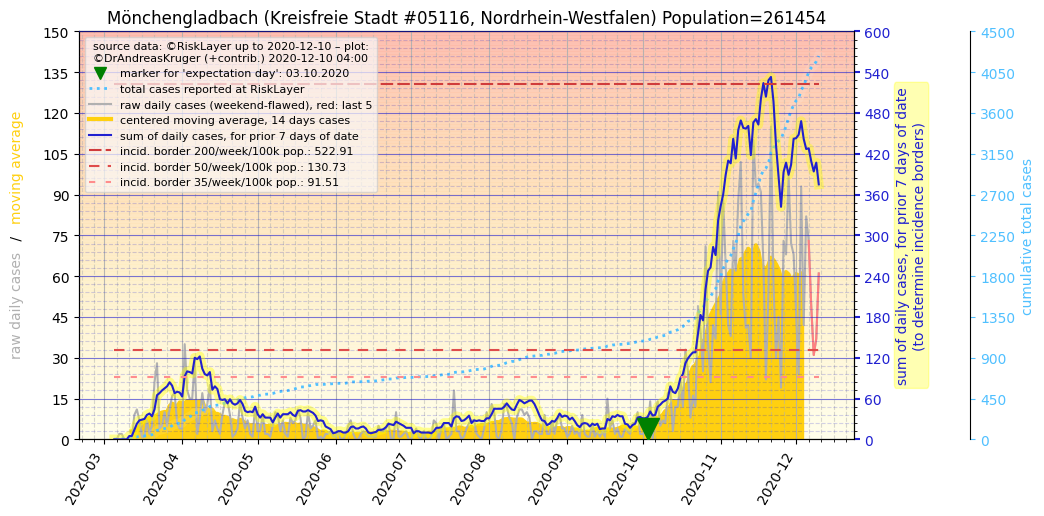 Mönchengladbach (Kreisfreie Stadt #05116, Nordrhein-Westfalen) Population=261454
source data: ©RiskLayer up to 2020-12-10 – plot:
©DrAndreasKruger (+contrib.) 2020-12-10 04:00
marker for 'expectation day': 03.10.2020
total cases reported at RiskLayer
raw daily cases (weekend-flawed), red: last 5
centered moving average, 14 days cases
sum of daily cases, for prior 7 days of date
incid. border 200/week/100k pop.: 522.91
incid. border 50/week/100k pop.: 130.73
incid. border 35/week/100k pop.: 91.51
raw daily cases / moving average
150
135
120
105
90
75
60
45
30
15
0
2020-03
2020-04
2020-05
2020-06
2020-07
2020-08
2020-09
2020-10
2020-11
2020-12
600
540
480
420
360
300
240
180
120
60
0
sum of daily cases, for prior 7 days of date
(to determine incidence borders)
4500
4050
3600
3150
2700
2250
1800
1350
900
450
0
cumulative total cases